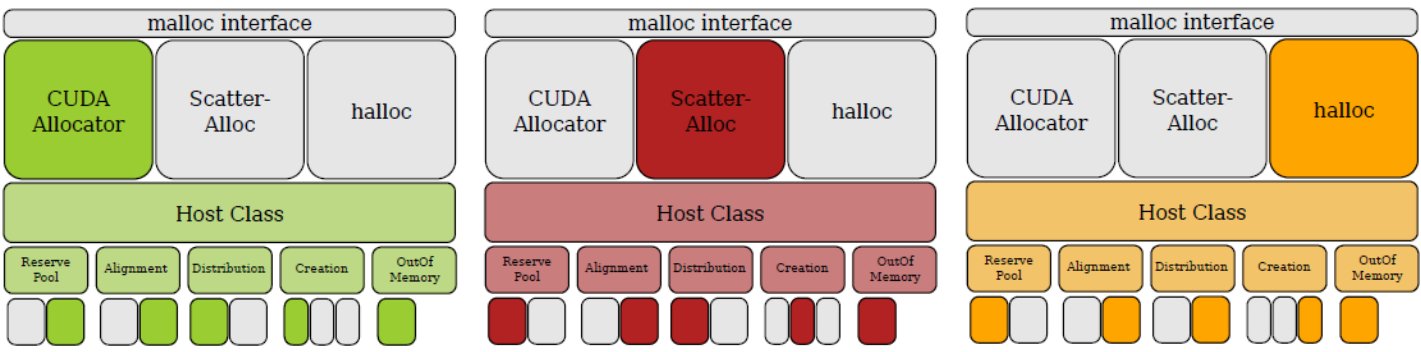 malloc interface
CUDA
Allocator
Scatter-
Alloc
halloc
Host Class
Reserve
Pool
Alignment
Distribution
Creation
OutOf
Memory
malloc interface
CUDA
Allocator
Scatter-
Alloc
halloc
Host Class
Reserve
Pool
Alignment
Distribution
Creation
OutOf
Memory
malloc interface
CUDA
Allocator
Scatter-
Alloc
halloc
Host Class
Reserve
Pool
Alignment
Distribution
Creation
OutOf
Memory